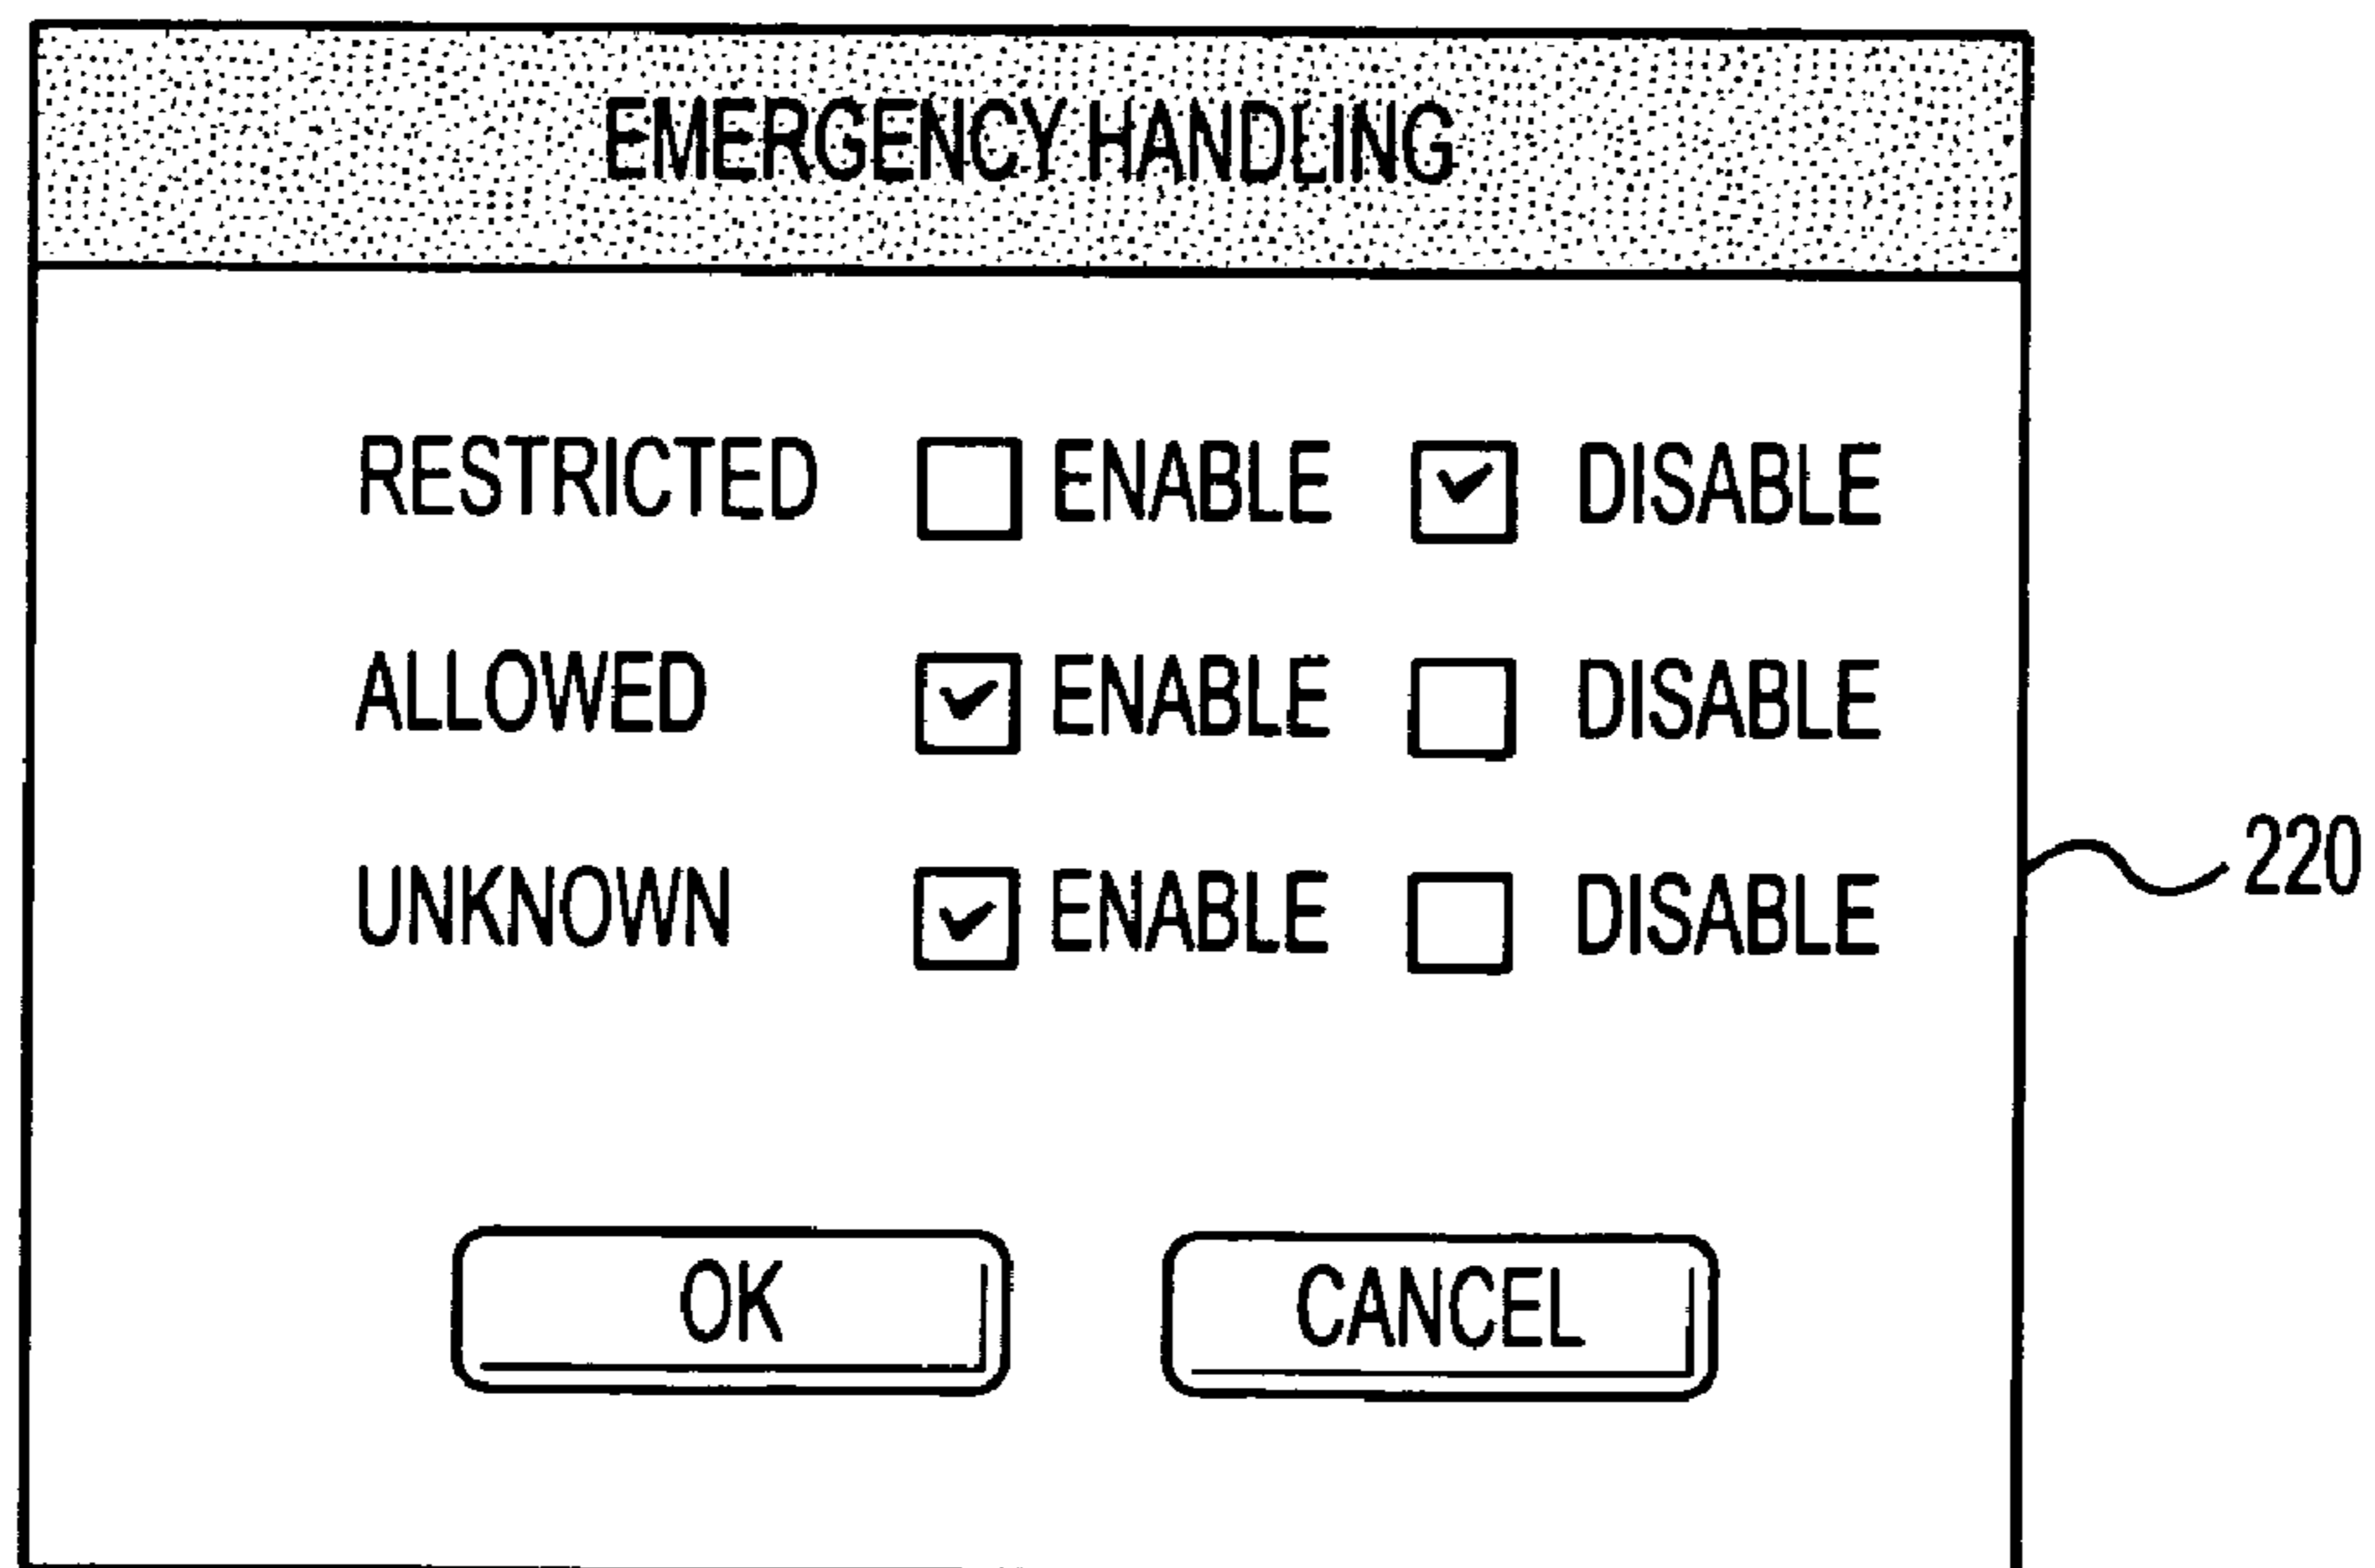 EMERGENCY HANDLING
RESTRICTED ENABLE DISABLE
ALLOWED ENABLE DISABLE
UNKNOWN ENABLE DISABLE
220
OK CANCEL